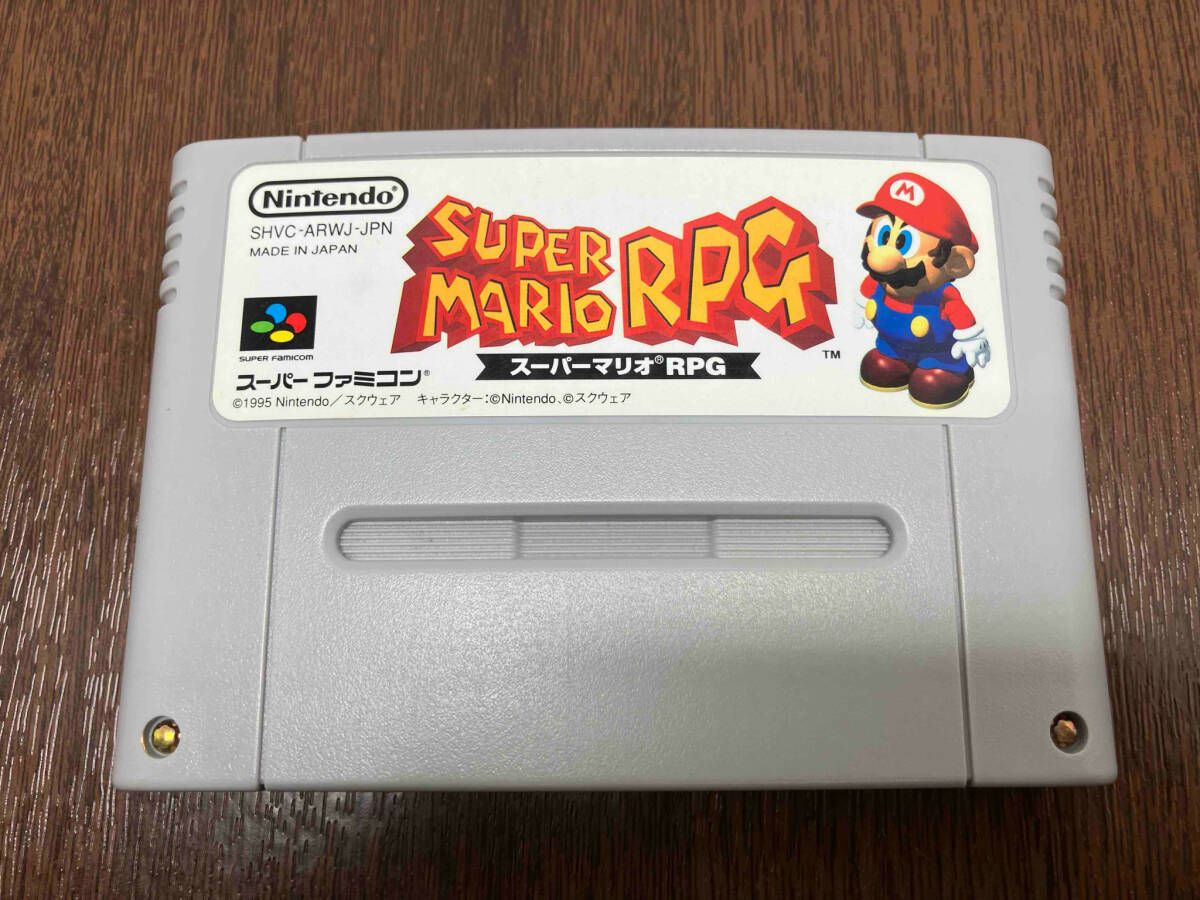 Nintendo®
SHVC-ARWJ-JPN
MADE IN JAPAN
SUPER FAMICOM
スーパーファミコン®
SUPER
MARIO RPG
スーパーマリオ®RPG
TM
M
©1995 Nintendo／スクウェア キャラクター：©Nintendo、©スクウェア